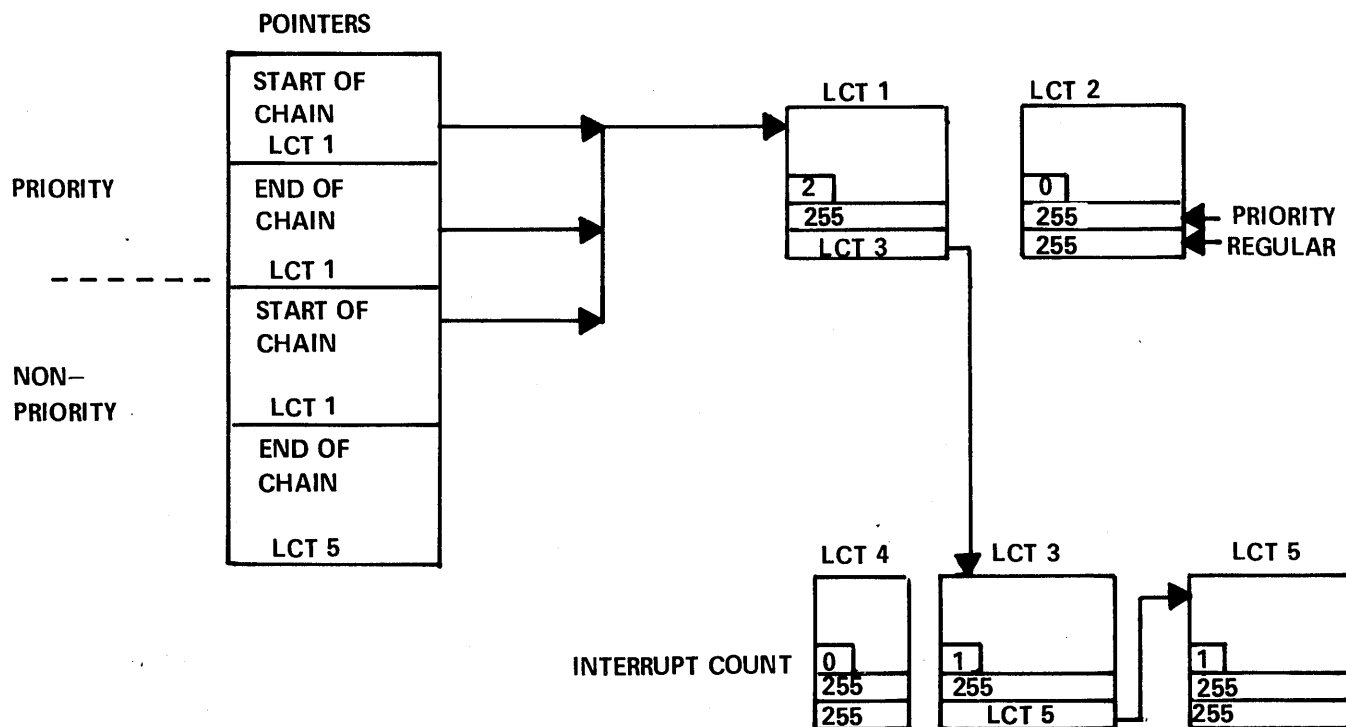 POINTERS
START OF
CHAIN
LCT 1
PRIORITY
END OF
CHAIN
LCT 1
START OF
CHAIN
NON–
PRIORITY
LCT 1
END OF
CHAIN
LCT 5
LCT 1
2
255
LCT 3
LCT 2
0
255
PRIORITY
255
REGULAR
LCT 4
INTERRUPT COUNT
0
255
255
LCT 3
1
255
LCT 5
LCT 5
1
255
255